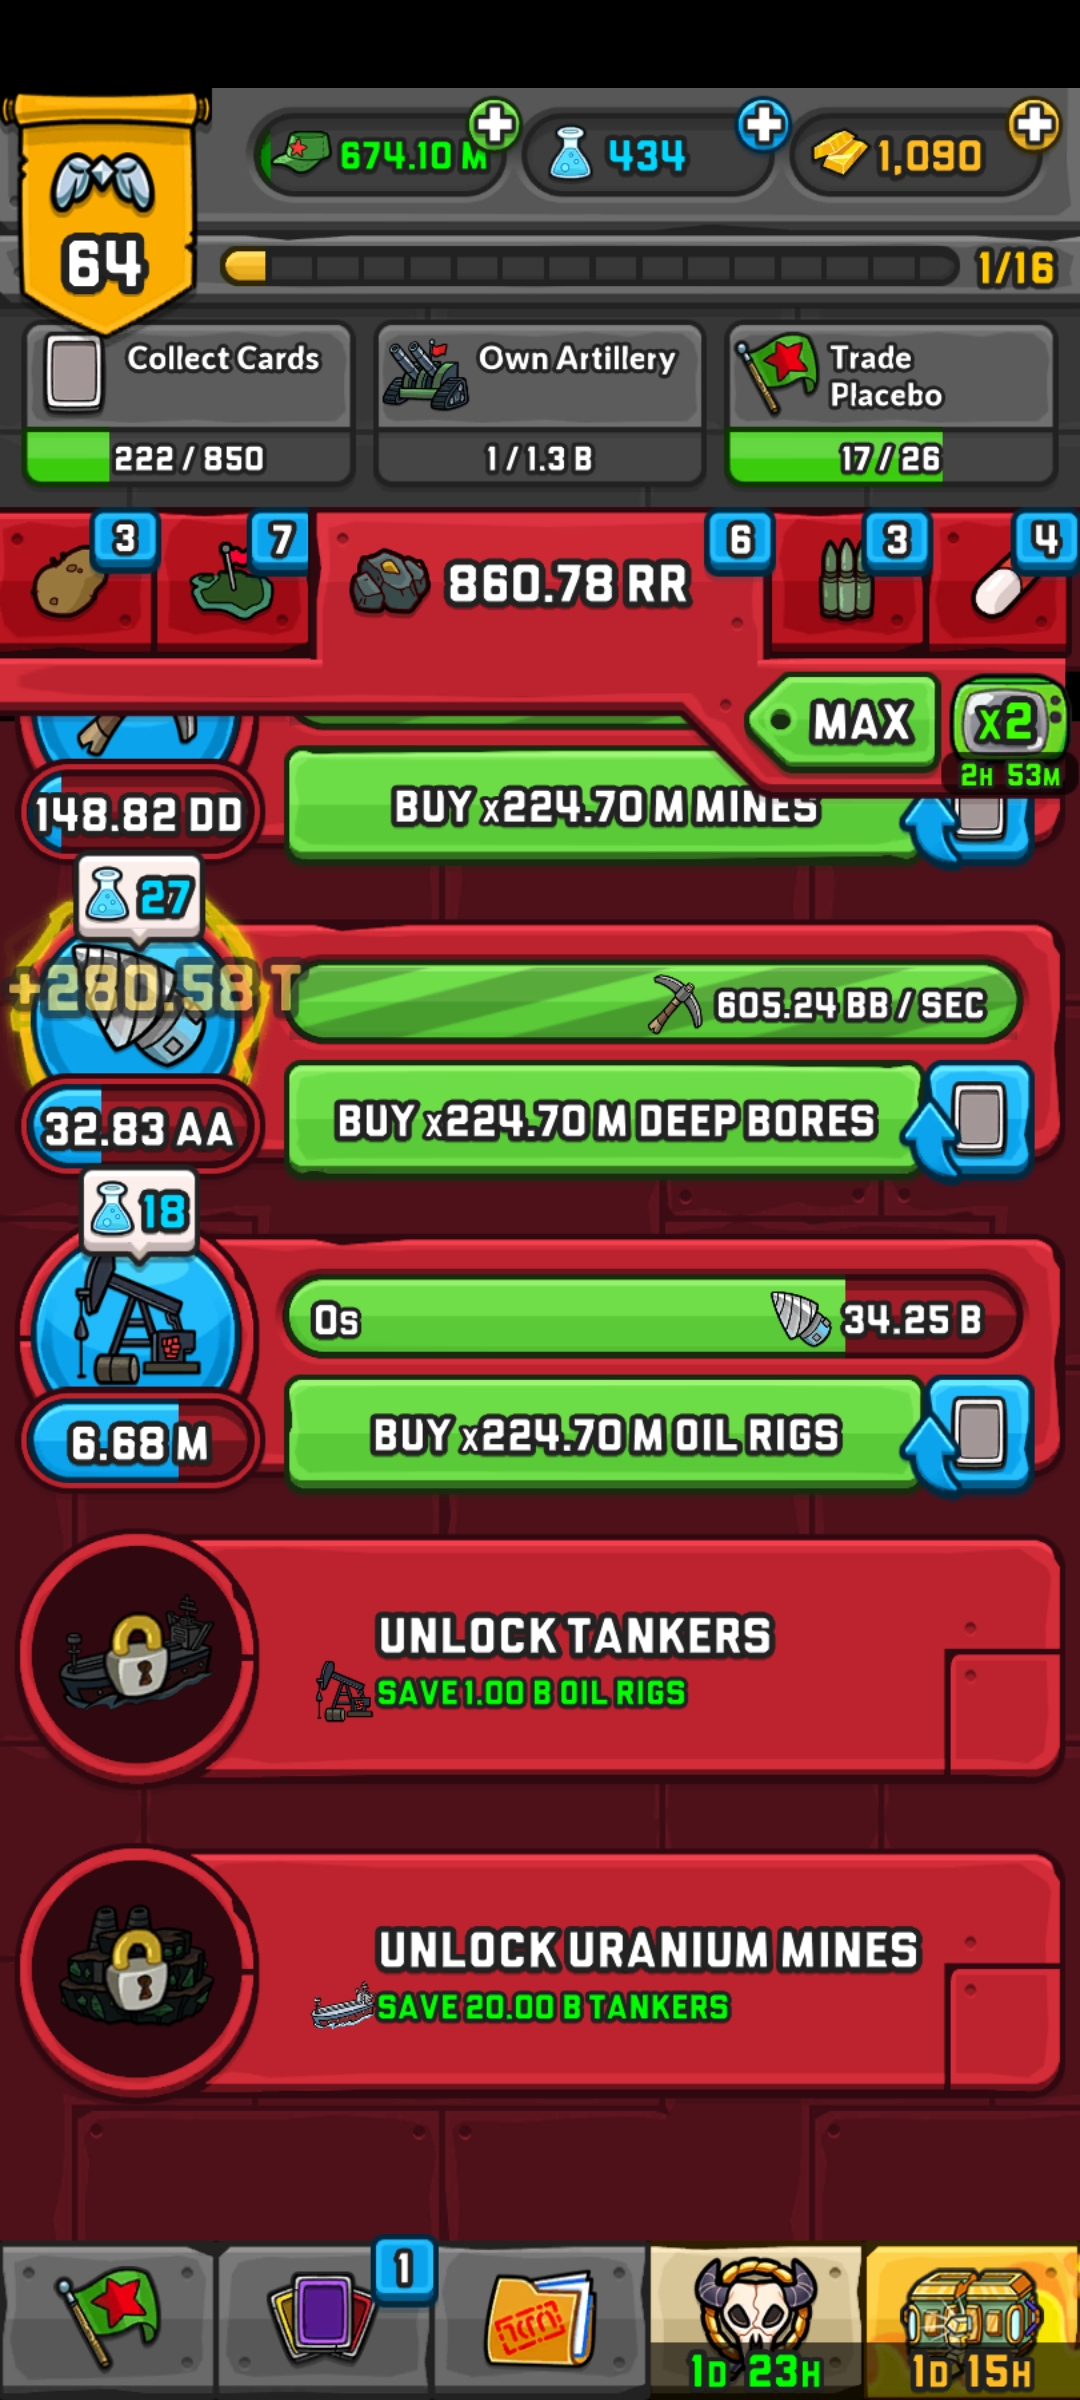 674.10 M
434
1,090
64
1/16
Collect Cards
222 / 850
Own Artillery
1 / 1.3 B
Trade
Placebo
17 / 26
3
7
860.78 RR
6
3
4
MAX
x2
2H 53M
148.82 DD
BUY x224.70 M MINES
27
+280.58 T
605.24 BB / SEC
32.83 AA
BUY x224.70 M DEEP BORES
18
0s
34.25 B
6.68 M
BUY x224.70 M OIL RIGS
UNLOCK TANKERS
SAVE 1.00 B OIL RIGS
UNLOCK URANIUM MINES
SAVE 20.00 B TANKERS
1
1D 23H
1D 15H